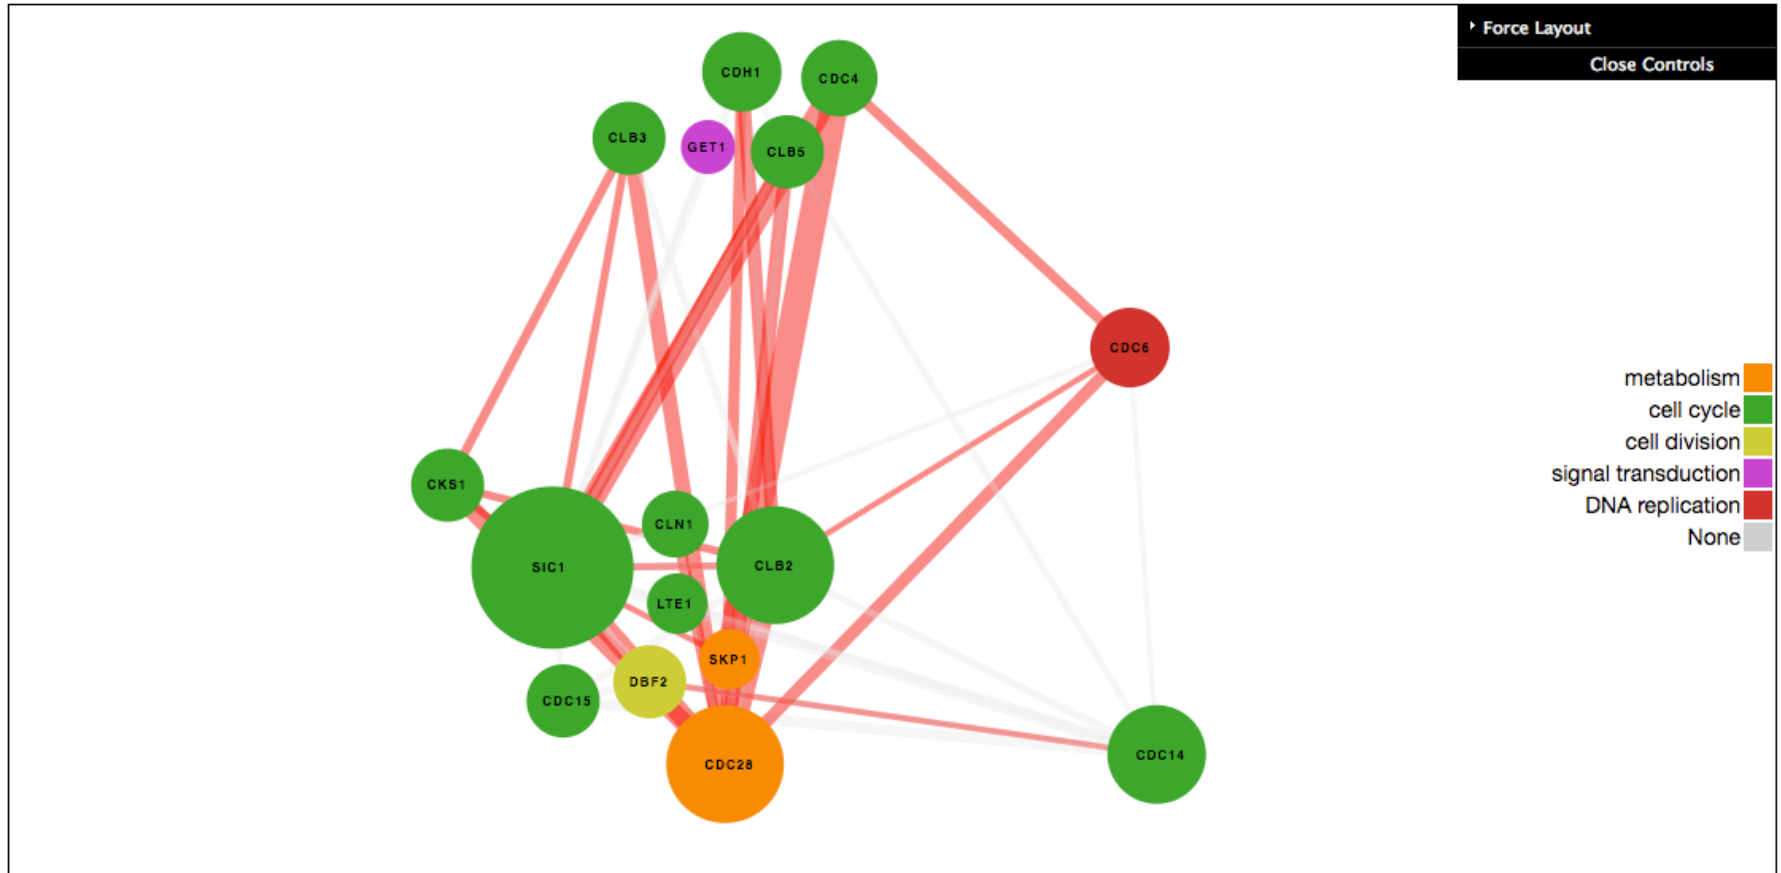 Force Layout
Close Controls
CDH1
CDC4
CLB3
GET1
CLB5
CDC6
metabolism
cell cycle
cell division
signal transduction
DNA replication
None
CKS1
CLN1
SIC1
CLB2
LTE1
SKP1
DBF2
CDC15
CDC28
CDC14